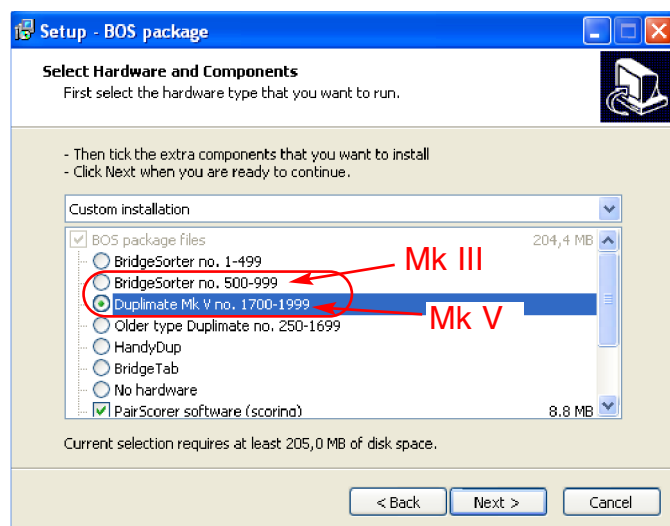 Setup - BOS package
Select Hardware and Components
First select the hardware type that you want to run.
- Then tick the extra components that you want to install
- Click Next when you are ready to continue.
Custom installation
BOS package files 204,4 MB
BridgeSorter no. 1-499
Mk III
BridgeSorter no. 500-999
Duplimate Mk V no. 1700-1999
Mk V
Older type Duplimate no. 250-1699
HandyDup
BridgeTab
No hardware
PairScorer software (scoring) 8.8 MB
Current selection requires at least 205,0 MB of disk space.
< Back Next > Cancel